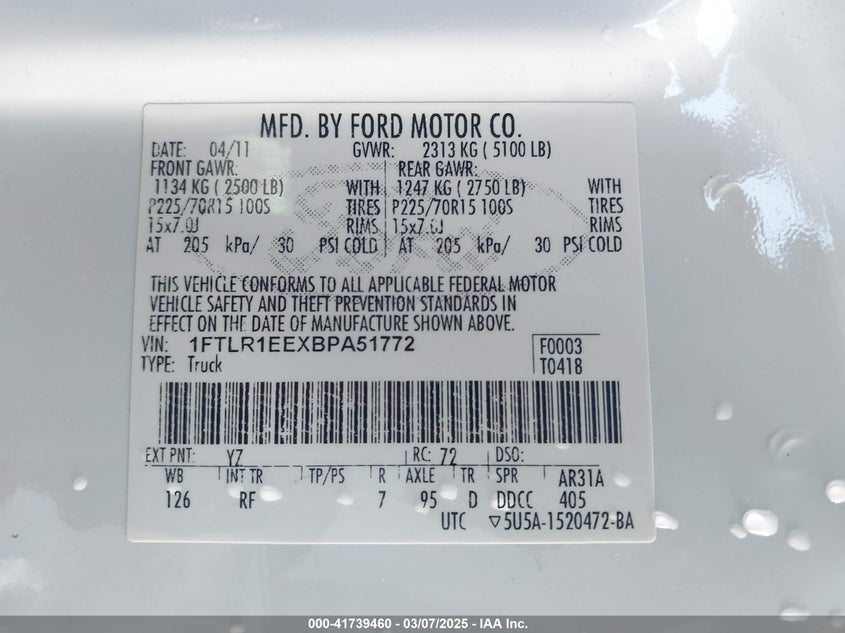 MFD. BY FORD MOTOR CO.
DATE: 04/11 GVWR: 2313 KG ( 5100 LB)
FRONT GAWR: REAR GAWR:
1134 KG ( 2500 LB) WITH 1247 KG ( 2750 LB) WITH
P225/70R15 100S TIRES P225/70R15 100S TIRES
15x7.0J RIMS 15x7.0J RIMS
AT 205 kPa/ 30 PSI COLD AT 205 kPa/ 30 PSI COLD
THIS VEHICLE CONFORMS TO ALL APPLICABLE FEDERAL MOTOR
VEHICLE SAFETY AND THEFT PREVENTION STANDARDS IN
EFFECT ON THE DATE OF MANUFACTURE SHOWN ABOVE.
VIN: 1FTLR1EEXBPA51772 F0003
TYPE: Truck T0418
EXT PNT: YZ RC: 72 DSO:
WB INT TR TP/PS R AXLE TR SPR AR31A
126 RF 7 95 D DDCC 405
UTC ▽5U5A-1520472-BA
000-41739460 - 03/07/2025 - IAA Inc.